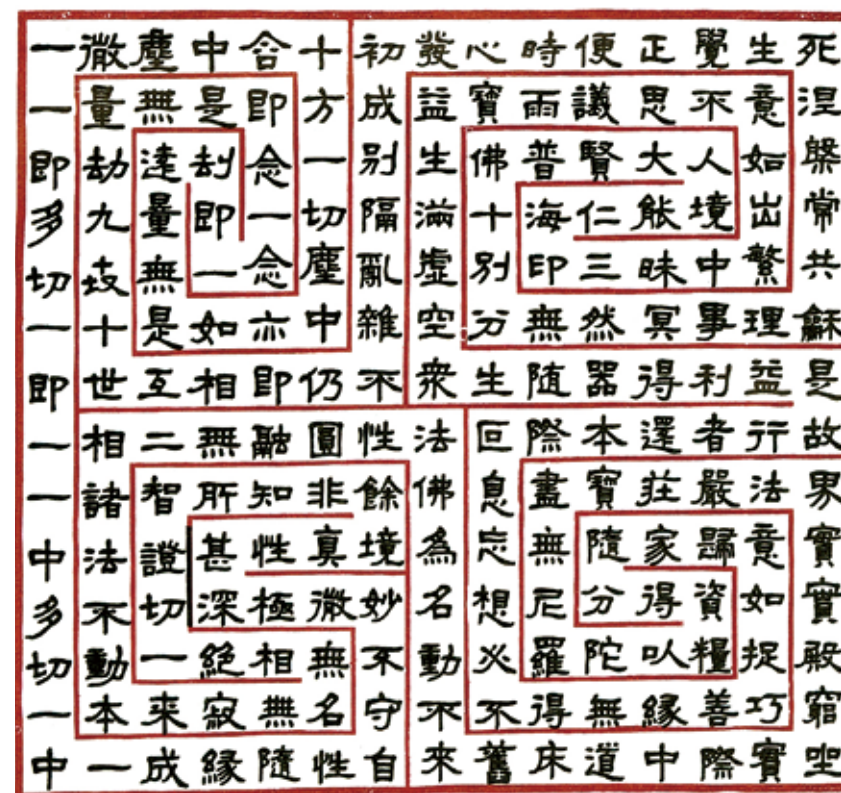 一微塵中含十初發心時便正覺生死
一量無是即方成益寶雨議思不意涅
即劫遠劫念一別生佛普賢大人如槃
多九量即一切隔滿十海仁能境出常
切世無一念塵亂虛別印三昧中繁共
一十是如亦中雜空分無然冥事理龢
即世互相即仍不衆生隨器得利益是
一相二無融圓性法叵際本還者行故
一諸智所知非餘佛息盡寶莊嚴法界
中法證甚性真境為忘無隨家歸意實
多不切深極微妙名想尼分得資如實
切動一絕相無不動必羅陀以糧捉殿
一本來寂無名守不不得無緣善巧窮
中一成緣隨性自來舊床道中際實坐